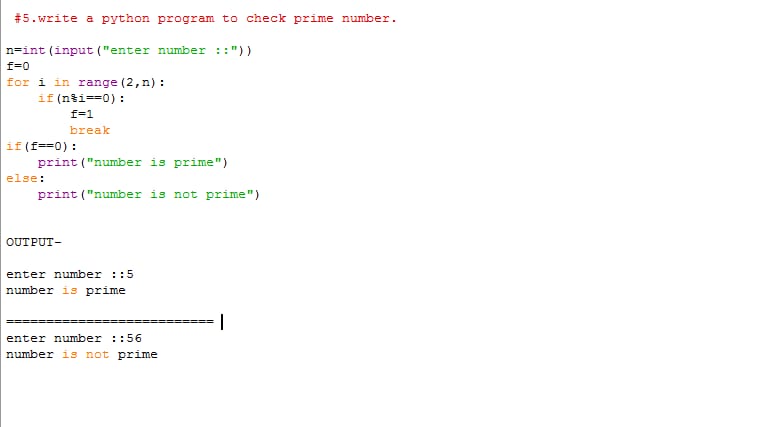 #5.write a python program to check prime number.
n=int(input("enter number ::"))
f=0
for i in range(2,n):
    if(n%i==0):
        f=1
        break
if(f==0):
    print("number is prime")
else:
    print("number is not prime")
OUTPUT-
enter number ::5
number is prime
==========================
enter number ::56
number is not prime